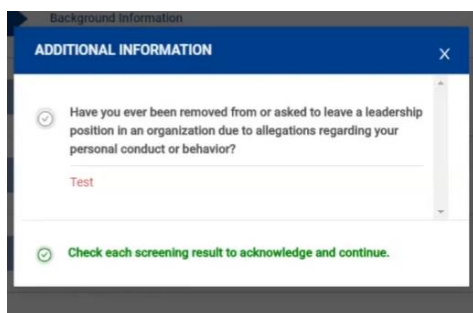 Background Information
ADDITIONAL INFORMATION X
Have you ever been removed from or asked to leave a leadership
position in an organization due to allegations regarding your
personal conduct or behavior?
Test
Check each screening result to acknowledge and continue.